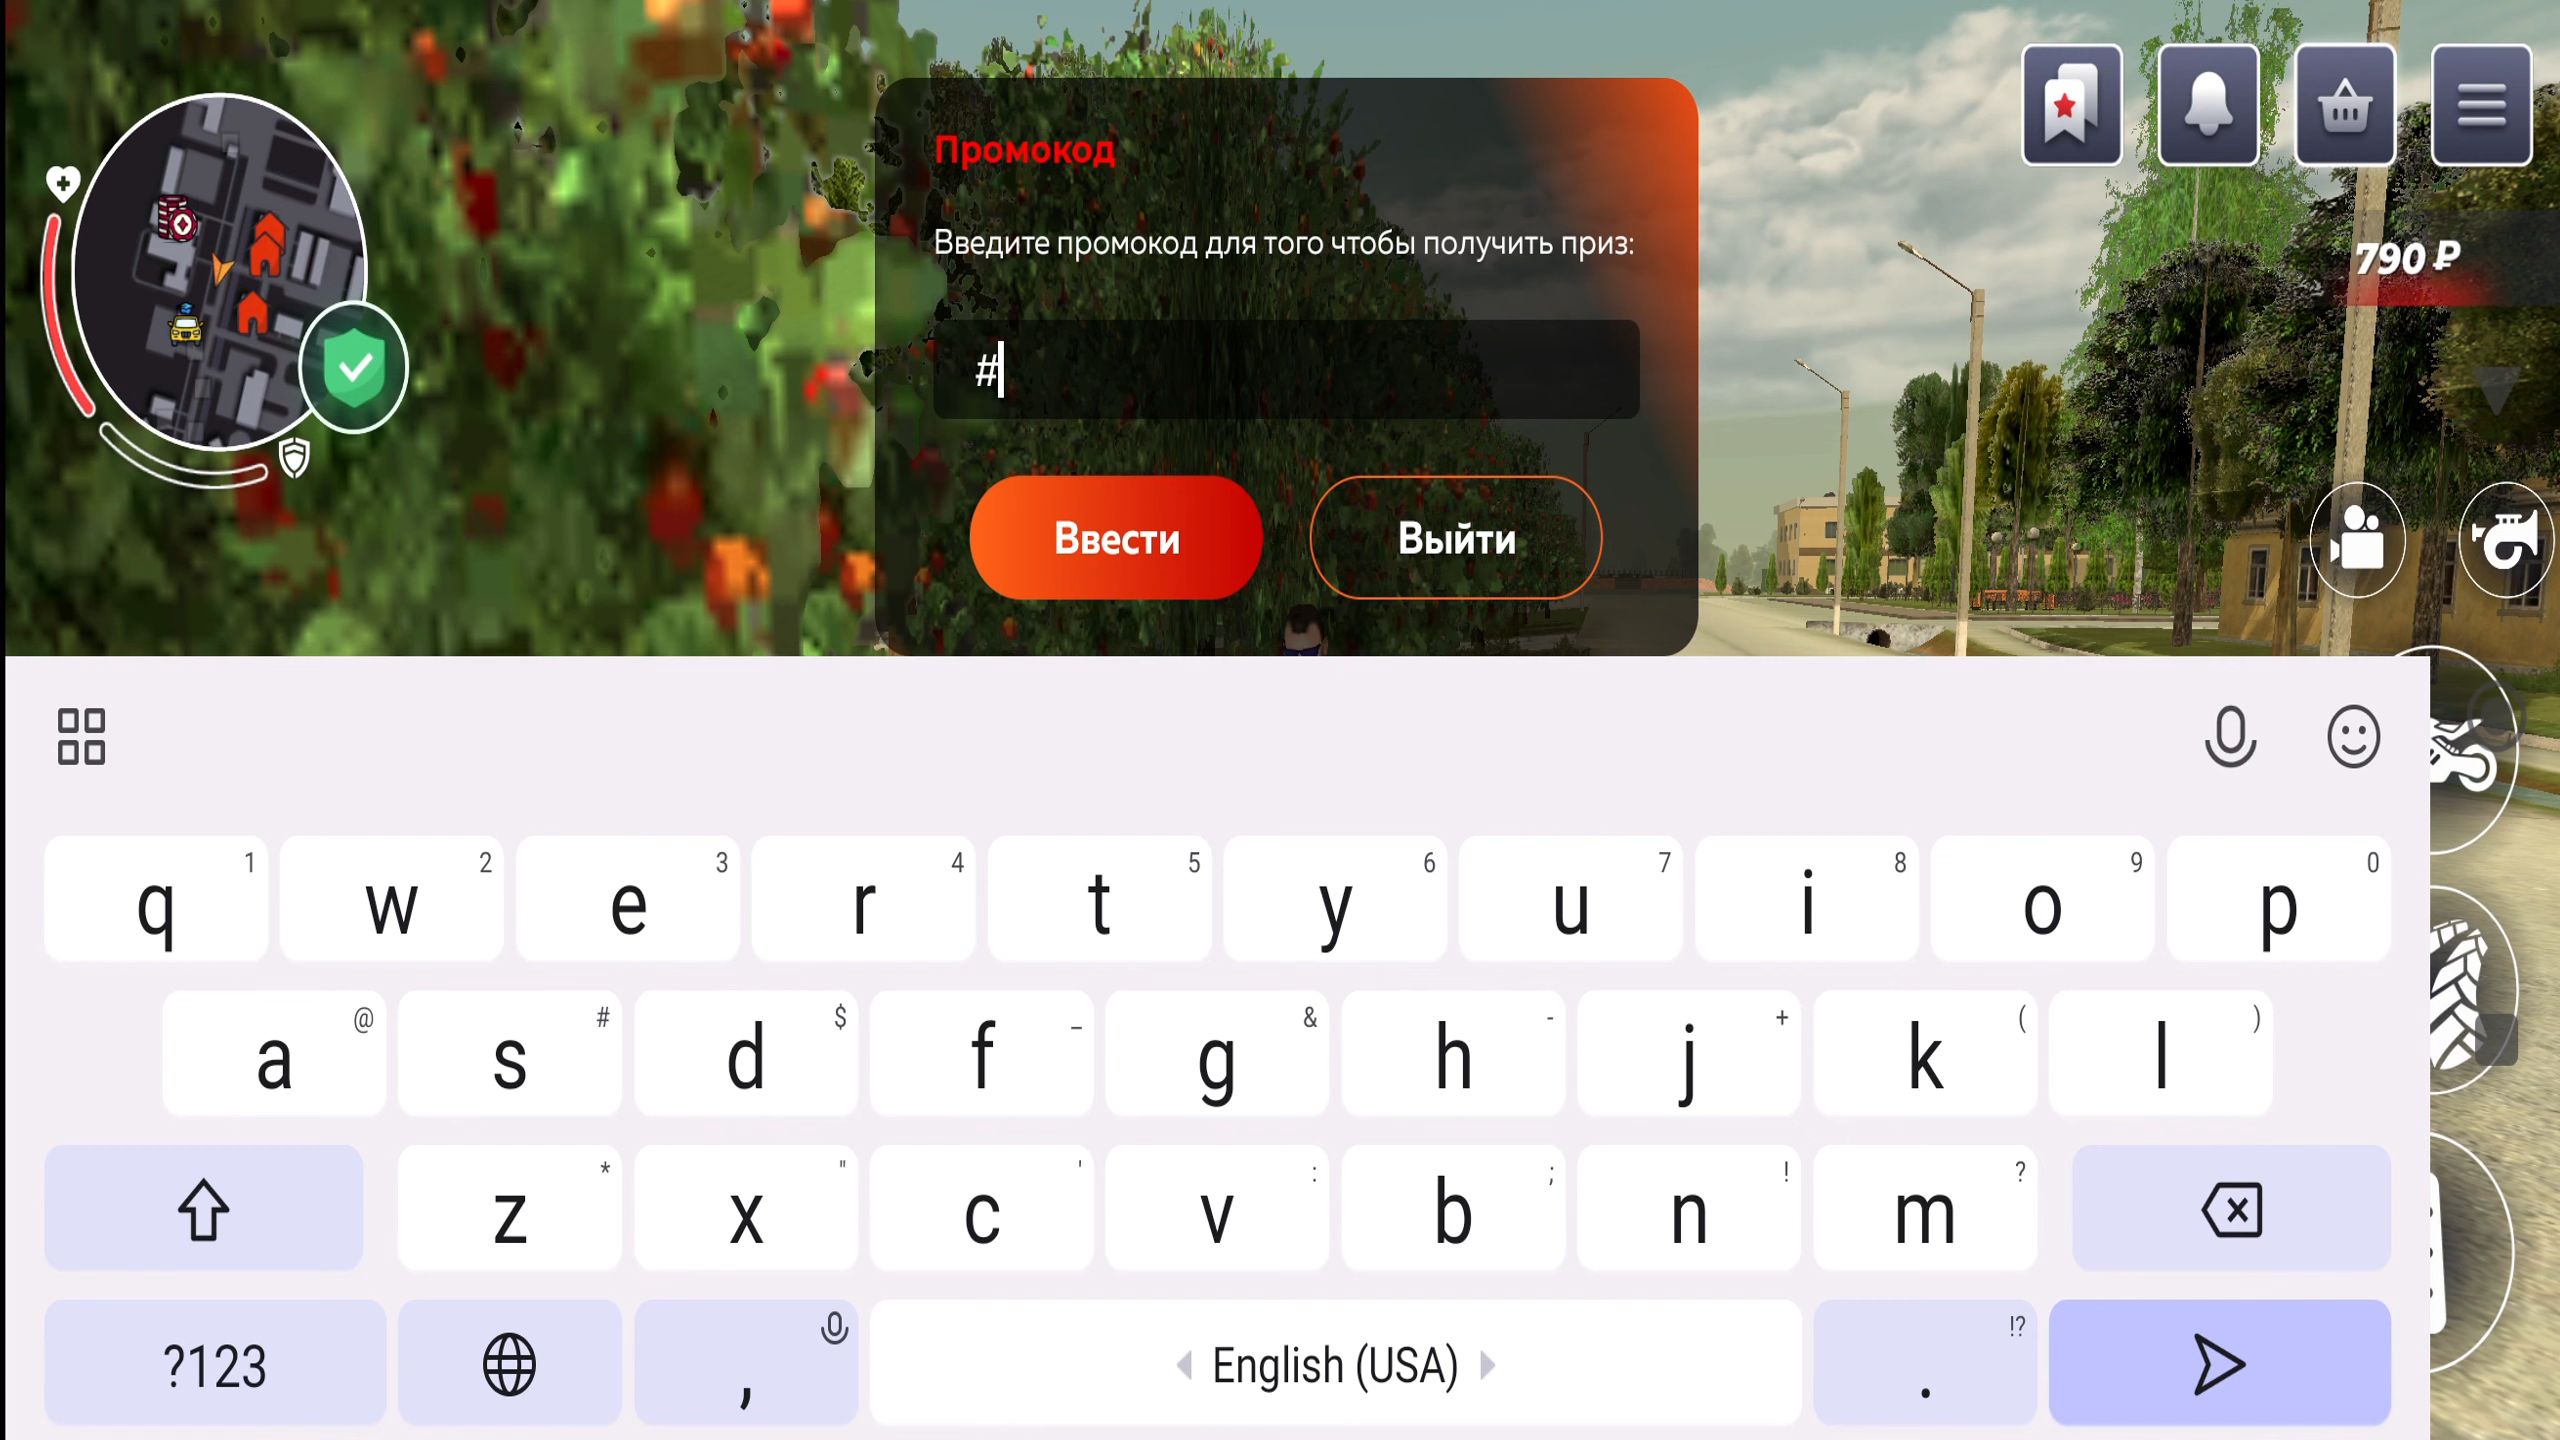 Промокод
Введите промокод для того чтобы получить приз:
#
Ввести
Выйти
790 ₽
q 1 w 2 e 3 r 4 t 5 y 6 u 7 i 8 o 9 p 0
a @ s # d $ f _ g & h - j + k ( l )
z * x " c ' v : b ; n ! m ?
?123 , English (USA) . !?